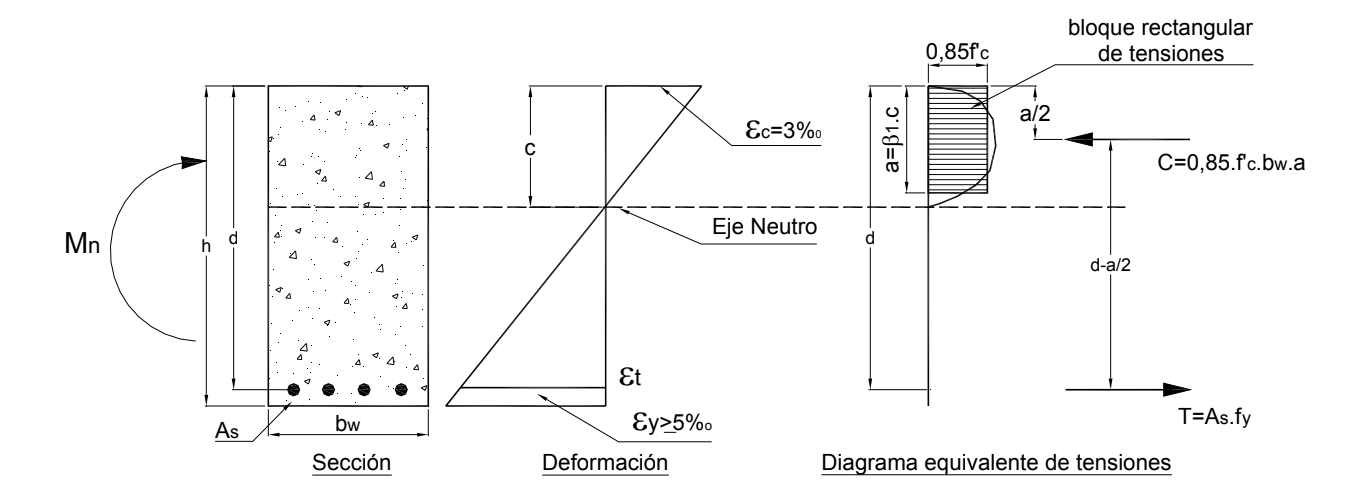 bloque rectangular
de tensiones
0,85f'c
Mn
h
d
c
εc=3‰
a=β1.c
a/2
C=0,85.f'c.bw.a
Eje Neutro
d
d-a/2
εt
εy≥5‰
As
bw
T=As.fy
Sección
Deformación
Diagrama equivalente de tensiones